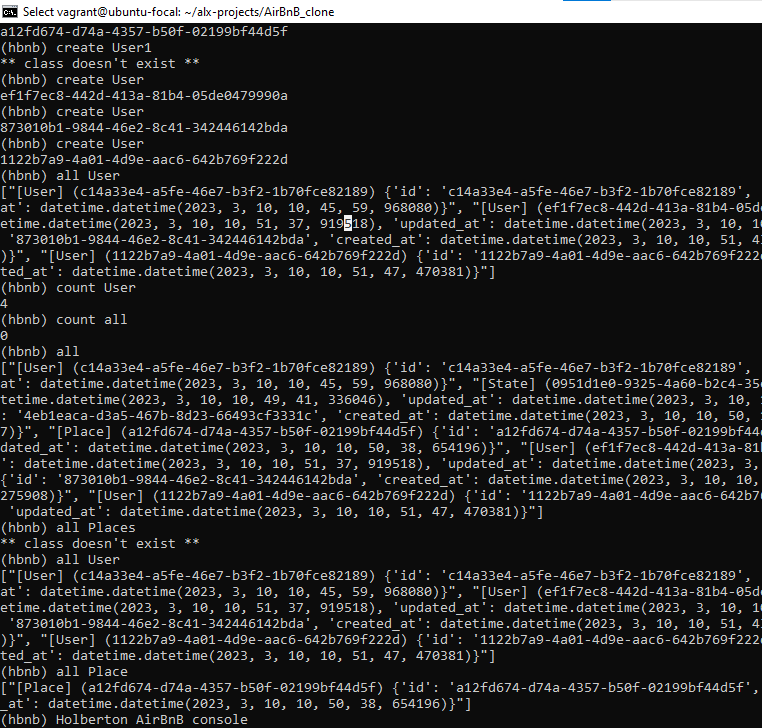 Select vagrant@ubuntu-focal: ~/alx-projects/AirBnB_clone
a12fd674-d74a-4357-b50f-02199bf44d5f
(hbnb) create User1
** class doesn't exist **
(hbnb) create User
ef1f7ec8-442d-413a-81b4-05de0479990a
(hbnb) create User
873010b1-9844-46e2-8c41-342446142bda
(hbnb) create User
1122b7a9-4a01-4d9e-aac6-642b769f222d
(hbnb) all User
["[User] (c14a33e4-a5fe-46e7-b3f2-1b70fce82189) {'id': 'c14a33e4-a5fe-46e7-b3f2-1b70fce82189',
at': datetime.datetime(2023, 3, 10, 10, 45, 59, 968080)}", "[User] (ef1f7ec8-442d-413a-81b4-05de
etime.datetime(2023, 3, 10, 10, 51, 37, 919518), 'updated_at': datetime.datetime(2023, 3, 10, 10
'873010b1-9844-46e2-8c41-342446142bda', 'created_at': datetime.datetime(2023, 3, 10, 10, 51, 4
)}", "[User] (1122b7a9-4a01-4d9e-aac6-642b769f222d) {'id': '1122b7a9-4a01-4d9e-aac6-642b769f222d
ted_at': datetime.datetime(2023, 3, 10, 10, 51, 47, 470381)}"]
(hbnb) count User
4
(hbnb) count all
0
(hbnb) all
["[User] (c14a33e4-a5fe-46e7-b3f2-1b70fce82189) {'id': 'c14a33e4-a5fe-46e7-b3f2-1b70fce82189',
at': datetime.datetime(2023, 3, 10, 10, 45, 59, 968080)}", "[State] (0951d1e0-9325-4a60-b2c4-35
tetime.datetime(2023, 3, 10, 10, 49, 41, 336046), 'updated_at': datetime.datetime(2023, 3, 10,
: '4eb1eaca-d3a5-467b-8d23-66493cf3331c', 'created_at': datetime.datetime(2023, 3, 10, 10, 50,
7)}", "[Place] (a12fd674-d74a-4357-b50f-02199bf44d5f) {'id': 'a12fd674-d74a-4357-b50f-02199bf44
dated_at': datetime.datetime(2023, 3, 10, 10, 50, 38, 654196)}", "[User] (ef1f7ec8-442d-413a-81
': datetime.datetime(2023, 3, 10, 10, 51, 37, 919518), 'updated_at': datetime.datetime(2023, 3,
{'id': '873010b1-9844-46e2-8c41-342446142bda', 'created_at': datetime.datetime(2023, 3, 10, 10,
275908)}", "[User] (1122b7a9-4a01-4d9e-aac6-642b769f222d) {'id': '1122b7a9-4a01-4d9e-aac6-642b7
'updated_at': datetime.datetime(2023, 3, 10, 10, 51, 47, 470381)}"]
(hbnb) all Places
** class doesn't exist **
(hbnb) all User
["[User] (c14a33e4-a5fe-46e7-b3f2-1b70fce82189) {'id': 'c14a33e4-a5fe-46e7-b3f2-1b70fce82189',
at': datetime.datetime(2023, 3, 10, 10, 45, 59, 968080)}", "[User] (ef1f7ec8-442d-413a-81b4-05de
etime.datetime(2023, 3, 10, 10, 51, 37, 919518), 'updated_at': datetime.datetime(2023, 3, 10, 10
'873010b1-9844-46e2-8c41-342446142bda', 'created_at': datetime.datetime(2023, 3, 10, 10, 51, 4
)}", "[User] (1122b7a9-4a01-4d9e-aac6-642b769f222d) {'id': '1122b7a9-4a01-4d9e-aac6-642b769f222d
ted_at': datetime.datetime(2023, 3, 10, 10, 51, 47, 470381)}"]
(hbnb) all Place
["[Place] (a12fd674-d74a-4357-b50f-02199bf44d5f) {'id': 'a12fd674-d74a-4357-b50f-02199bf44d5f',
_at': datetime.datetime(2023, 3, 10, 10, 50, 38, 654196)}"]
(hbnb) Holberton AirBnB console